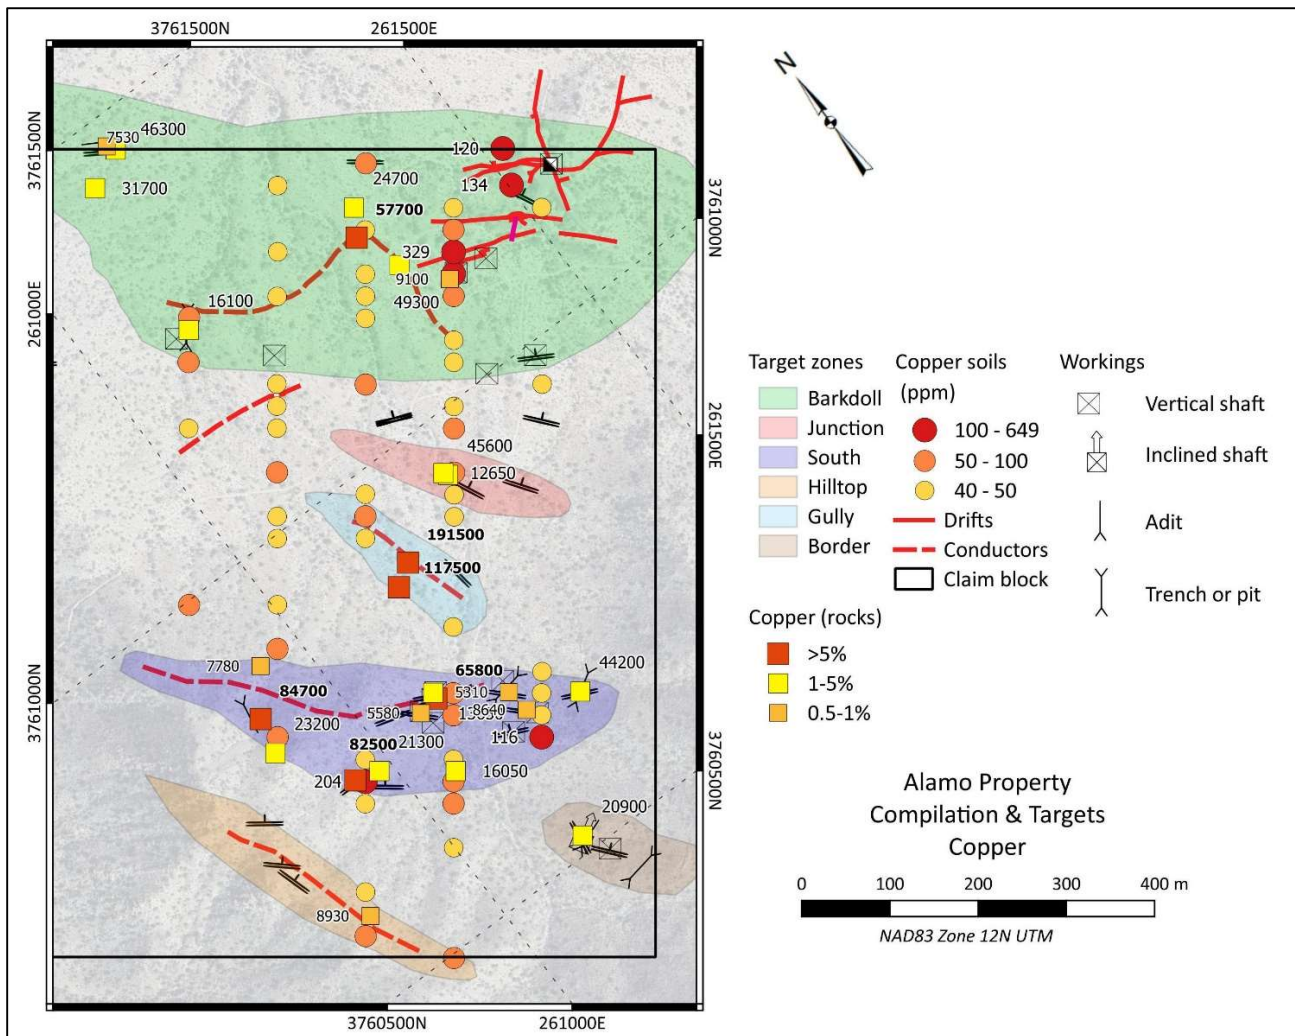 3761500N
261500E
3761500N
261000E
3761000N
3761000N
261500E
3760500N
3760500N
261000E
N
46300
7530
31700
120
24700
134
57700
329
9100
49300
16100
45600
12650
191500
117500
7780
65800
44200
84700
5310
8640
5580
23200
21300
116
82500
204
16050
20900
8930
Target zones
Barkdoll
Junction
South
Hilltop
Gully
Border
Copper soils
(ppm)
100 - 649
50 - 100
40 - 50
Drifts
Conductors
Claim block
Workings
Vertical shaft
Inclined shaft
Adit
Trench or pit
Copper (rocks)
>5%
1-5%
0.5-1%
Alamo Property
Compilation & Targets
Copper
0 100 200 300 400 m
NAD83 Zone 12N UTM